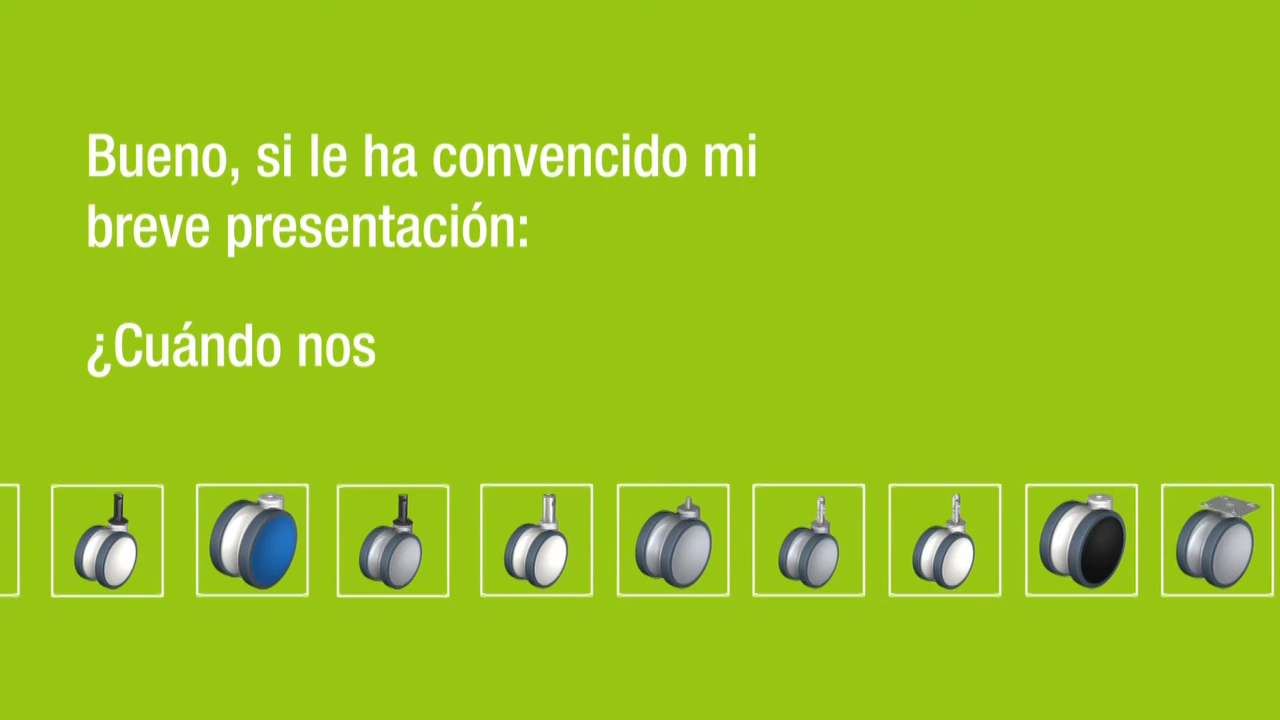 Bueno, si le ha convencido mi
breve presentación:
¿Cuándo nos